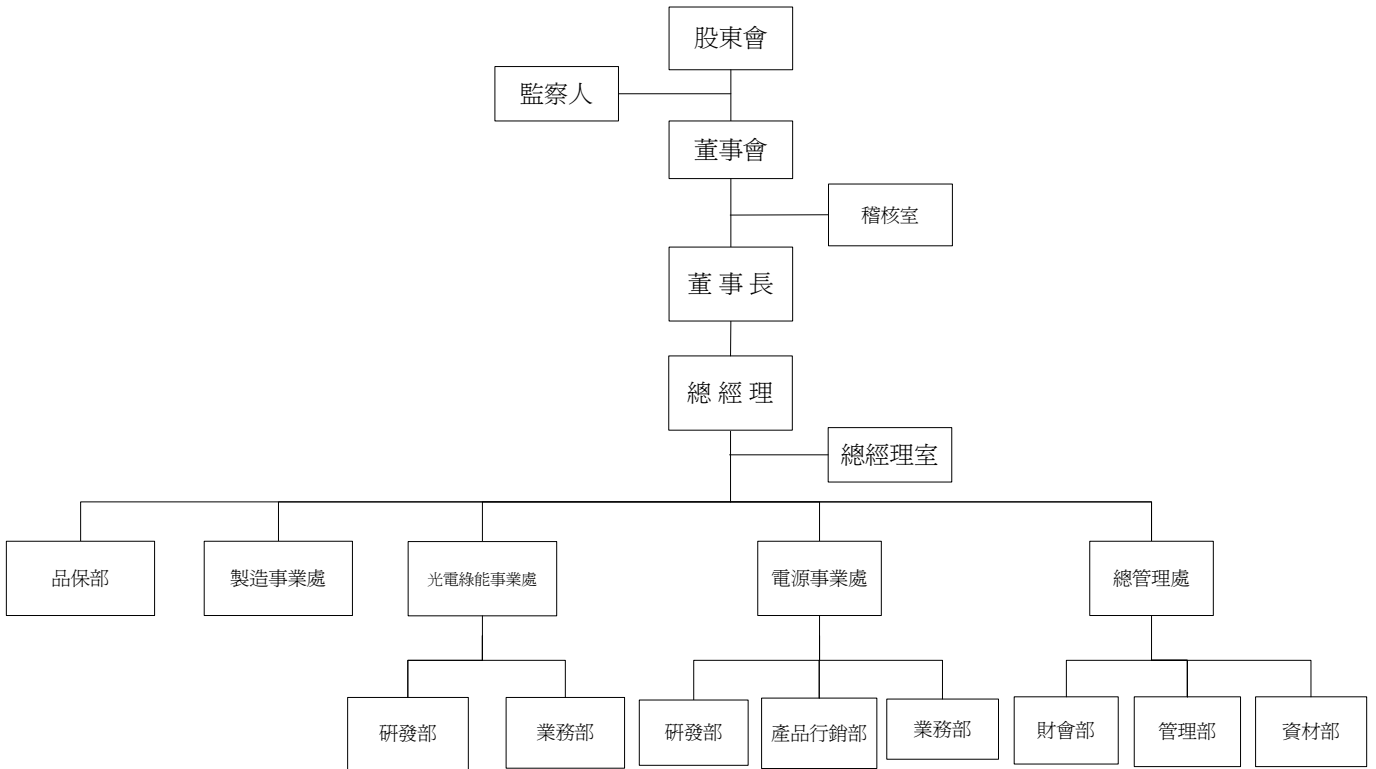 股東會
監察人
董事會
稽核室
董 事 長
總 經 理
總經理室
品保部
製造事業處
光電綠能事業處
電源事業處
總管理處
研發部
業務部
研發部
產品行銷部
業務部
財會部
管理部
資材部